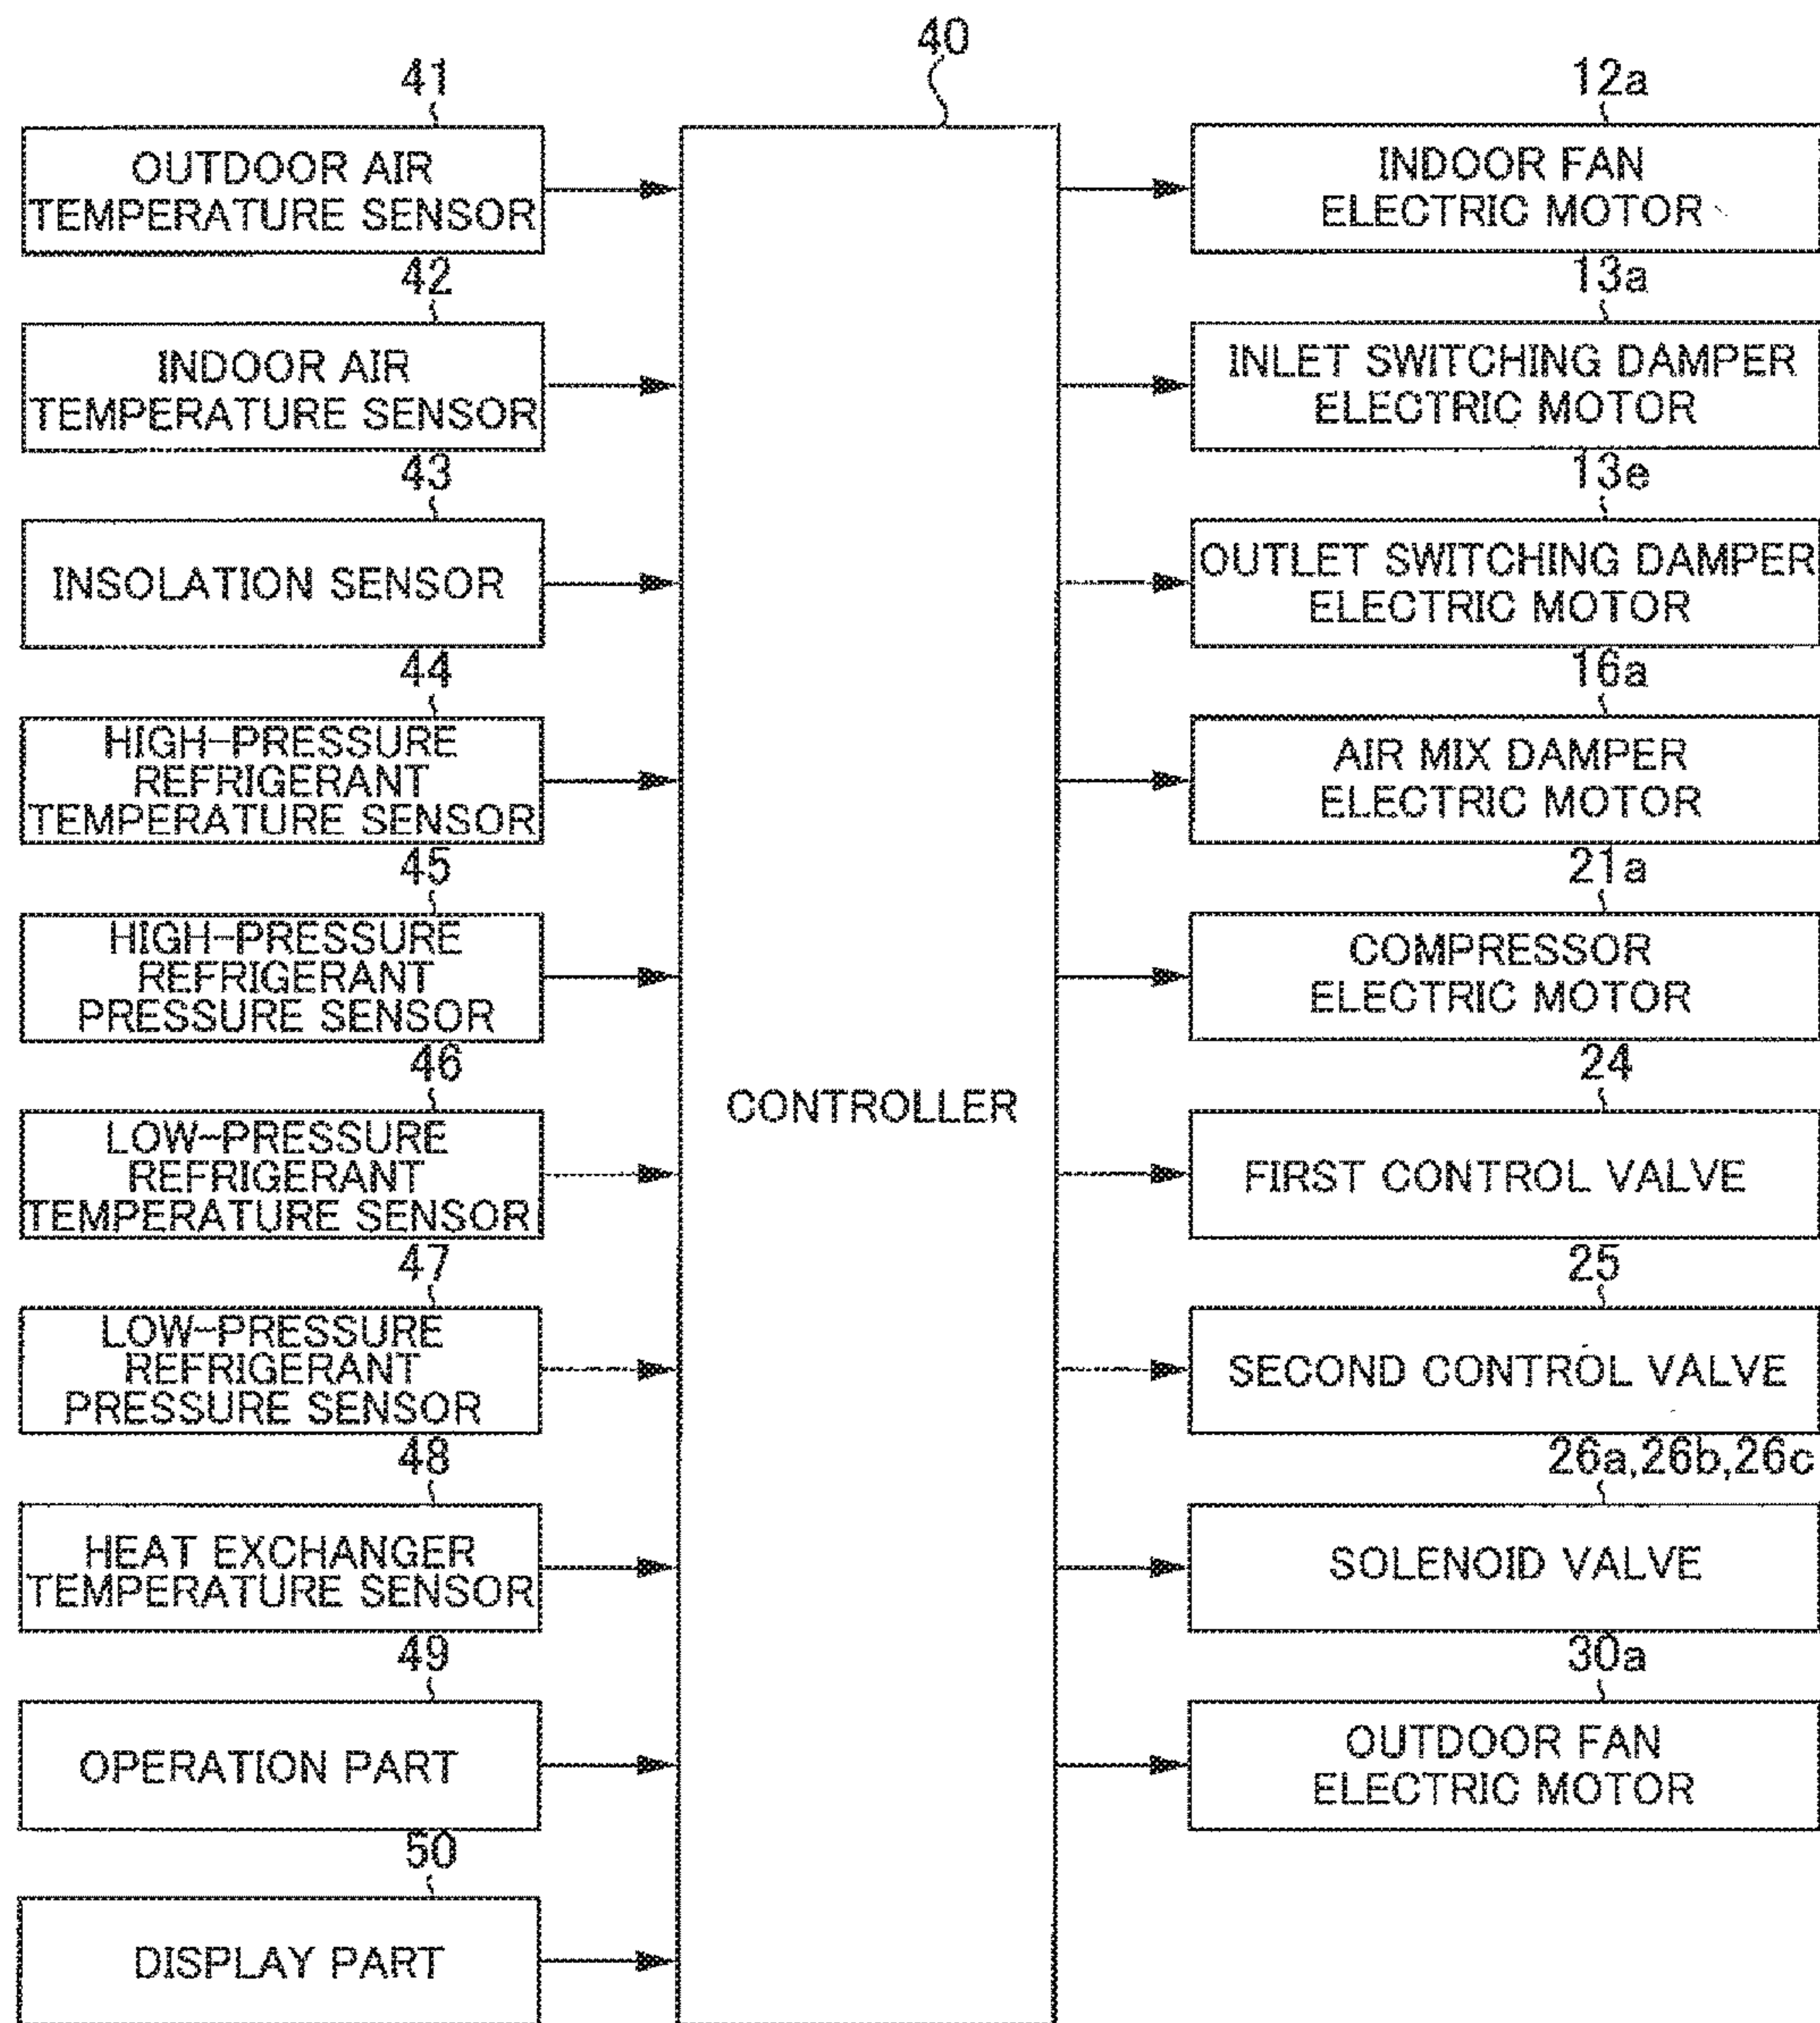 40
41
OUTDOOR AIR
TEMPERATURE SENSOR
42
INDOOR AIR
TEMPERATURE SENSOR
43
INSOLATION SENSOR
44
HIGH-PRESSURE
REFRIGERANT
TEMPERATURE SENSOR
45
HIGH-PRESSURE
REFRIGERANT
PRESSURE SENSOR
46
LOW-PRESSURE
REFRIGERANT
TEMPERATURE SENSOR
47
LOW-PRESSURE
REFRIGERANT
PRESSURE SENSOR
48
HEAT EXCHANGER
TEMPERATURE SENSOR
49
OPERATION PART
50
DISPLAY PART
CONTROLLER
12a
INDOOR FAN
ELECTRIC MOTOR
13a
INLET SWITCHING DAMPER
ELECTRIC MOTOR
13e
OUTLET SWITCHING DAMPER
ELECTRIC MOTOR
16a
AIR MIX DAMPER
ELECTRIC MOTOR
21a
COMPRESSOR
ELECTRIC MOTOR
24
FIRST CONTROL VALVE
25
SECOND CONTROL VALVE
26a,26b,26c
SOLENOID VALVE
30a
OUTDOOR FAN
ELECTRIC MOTOR